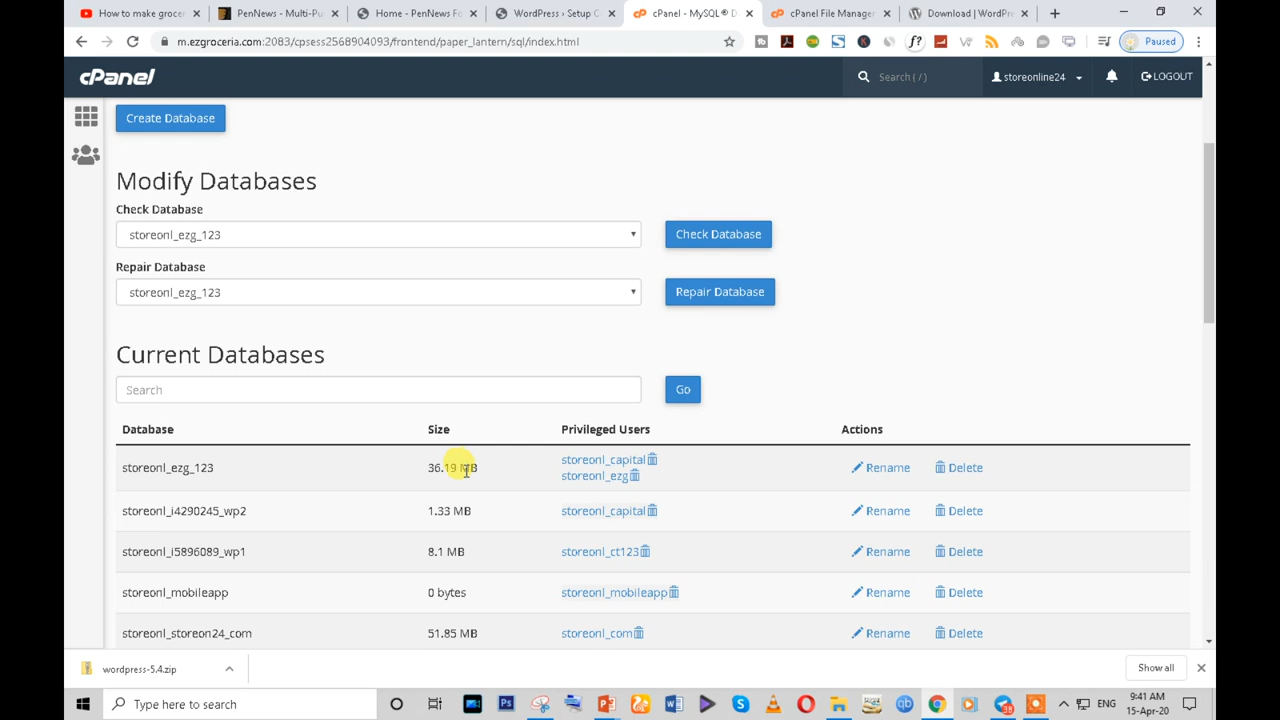 How to make grocer
PenNews - Multi-Pu
Home - PenNews Fo
WordPress › Setup C
cPanel - MySQL® D
cPanel File Manager
Download | WordPre
m.ezgroceria.com:2083/cpsess2568904093/frontend/paper_lantern/sql/index.html
Paused
cPanel
Search ( / )
storeonline24
LOGOUT
Create Database
Modify Databases
Check Database
storeonl_ezg_123
Check Database
Repair Database
storeonl_ezg_123
Repair Database
Current Databases
Search
Go
Database Size Privileged Users Actions
storeonl_ezg_123 36.19 MB storeonl_capital Rename Delete
storeonl_ezg
storeonl_i4290245_wp2 1.33 MB storeonl_capital Rename Delete
storeonl_i5896089_wp1 8.1 MB storeonl_ct123 Rename Delete
storeonl_mobileapp 0 bytes storeonl_mobileapp Rename Delete
storeonl_storeon24_com 51.85 MB storeonl_com Rename Delete
wordpress-5.4.zip
Show all
Type here to search
ENG
9:41 AM
15-Apr-20